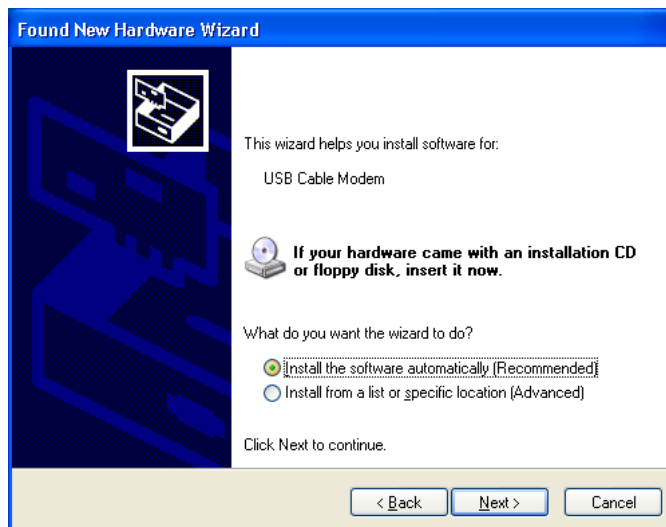 Found New Hardware Wizard
This wizard helps you install software for:
USB Cable Modem
If your hardware came with an installation CD
or floppy disk, insert it now.
What do you want the wizard to do?
Install the software automatically (Recommended)
Install from a list or specific location (Advanced)
Click Next to continue.
< Back
Next >
Cancel